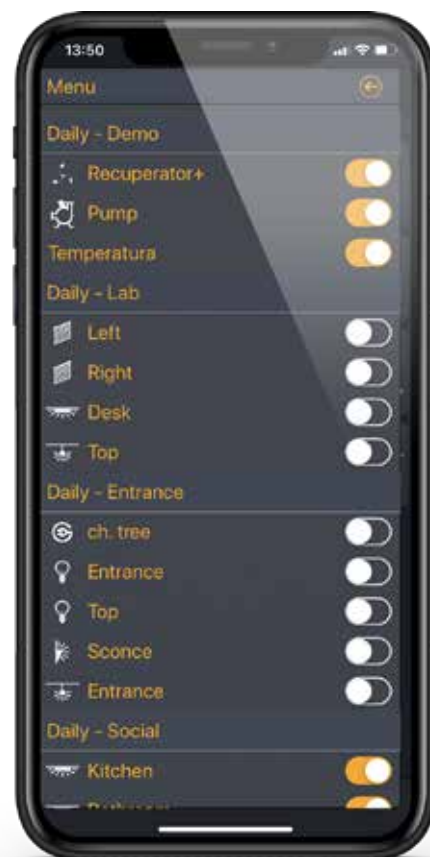 13:50
Menu
Daily - Demo
Recuperator+
Pump
Temperatura
Daily - Lab
Left
Right
Desk
Top
Daily - Entrance
ch. tree
Entrance
Top
Sconce
Entrance
Daily - Social
Kitchen